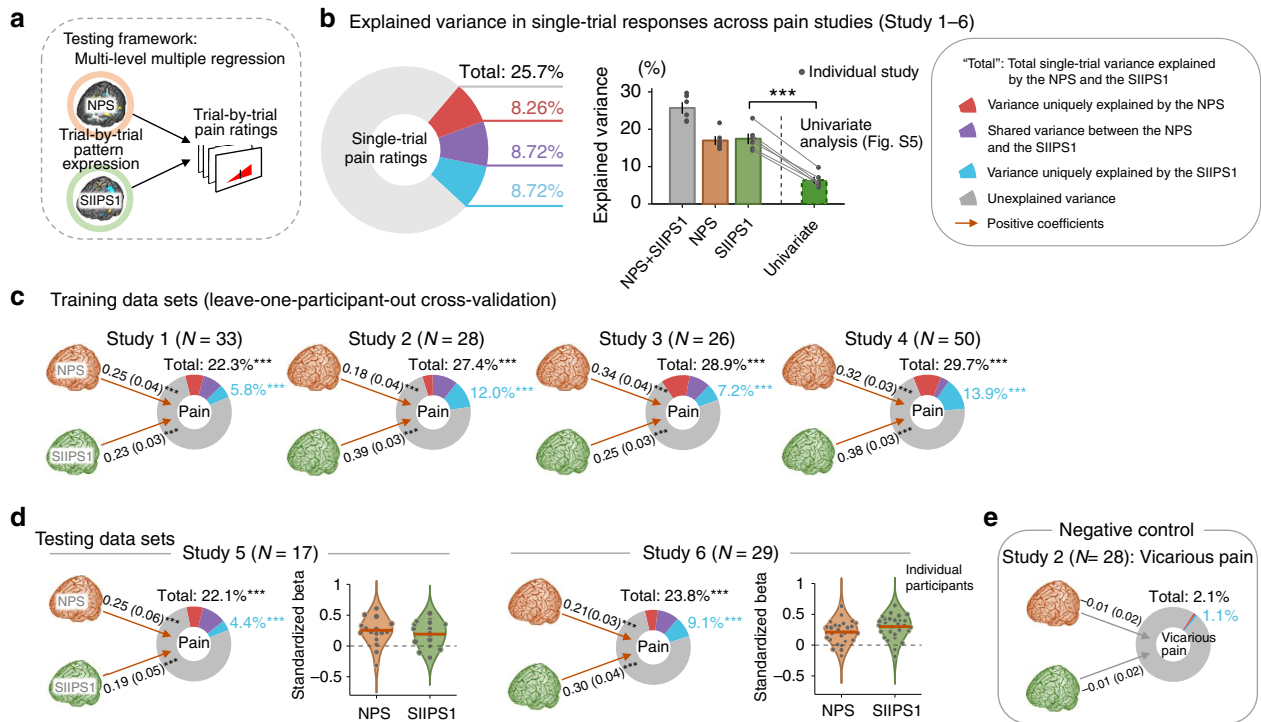 a
Testing framework:
Multi-level multiple regression
NPS
Trial-by-trial
pattern
expression
SIIPS1
Trial-by-trial
pain ratings
b
Explained variance in single-trial responses across pain studies (Study 1–6)
Total: 25.7%
8.26%
8.72%
8.72%
Single-trial
pain ratings
(%)
Individual study
***
Explained variance
30
20
10
0
Univariate
analysis (Fig. S5)
NPS+SIIPS1
NPS
SIIPS1
Univariate
“Total”: Total single-trial variance explained
by the NPS and the SIIPS1
Variance uniquely explained by the NPS
Shared variance between the NPS
and the SIIPS1
Variance uniquely explained by the SIIPS1
Unexplained variance
Positive coefficients
c
Training data sets (leave-one-participant-out cross-validation)
Study 1 (N = 33)
NPS
SIIPS1
0.25 (0.04)***
0.23 (0.03)***
Total: 22.3%***
5.8%***
Pain
Study 2 (N = 28)
0.18 (0.04)***
0.39 (0.03)***
Total: 27.4%***
12.0%***
Pain
Study 3 (N = 26)
0.34 (0.04)***
0.25 (0.03)***
Total: 28.9%***
7.2%***
Pain
Study 4 (N = 50)
0.32 (0.03)***
0.38 (0.03)***
Total: 29.7%***
13.9%***
Pain
d
Testing data sets
Study 5 (N = 17)
NPS
SIIPS1
0.25 (0.06)***
0.19 (0.05)***
Total: 22.1%***
4.4%***
Pain
Standardized beta
1
0.5
0
−0.5
NPS
SIIPS1
Study 6 (N = 29)
0.21(0.03)***
0.30 (0.04)***
Total: 23.8%***
9.1%***
Pain
Individual
participants
Standardized beta
1
0.5
0
−0.5
NPS
SIIPS1
e
Negative control
Study 2 (N= 28): Vicarious pain
−0.01 (0.02)
−0.01 (0.02)
Total: 2.1%
1.1%
Vicarious
pain